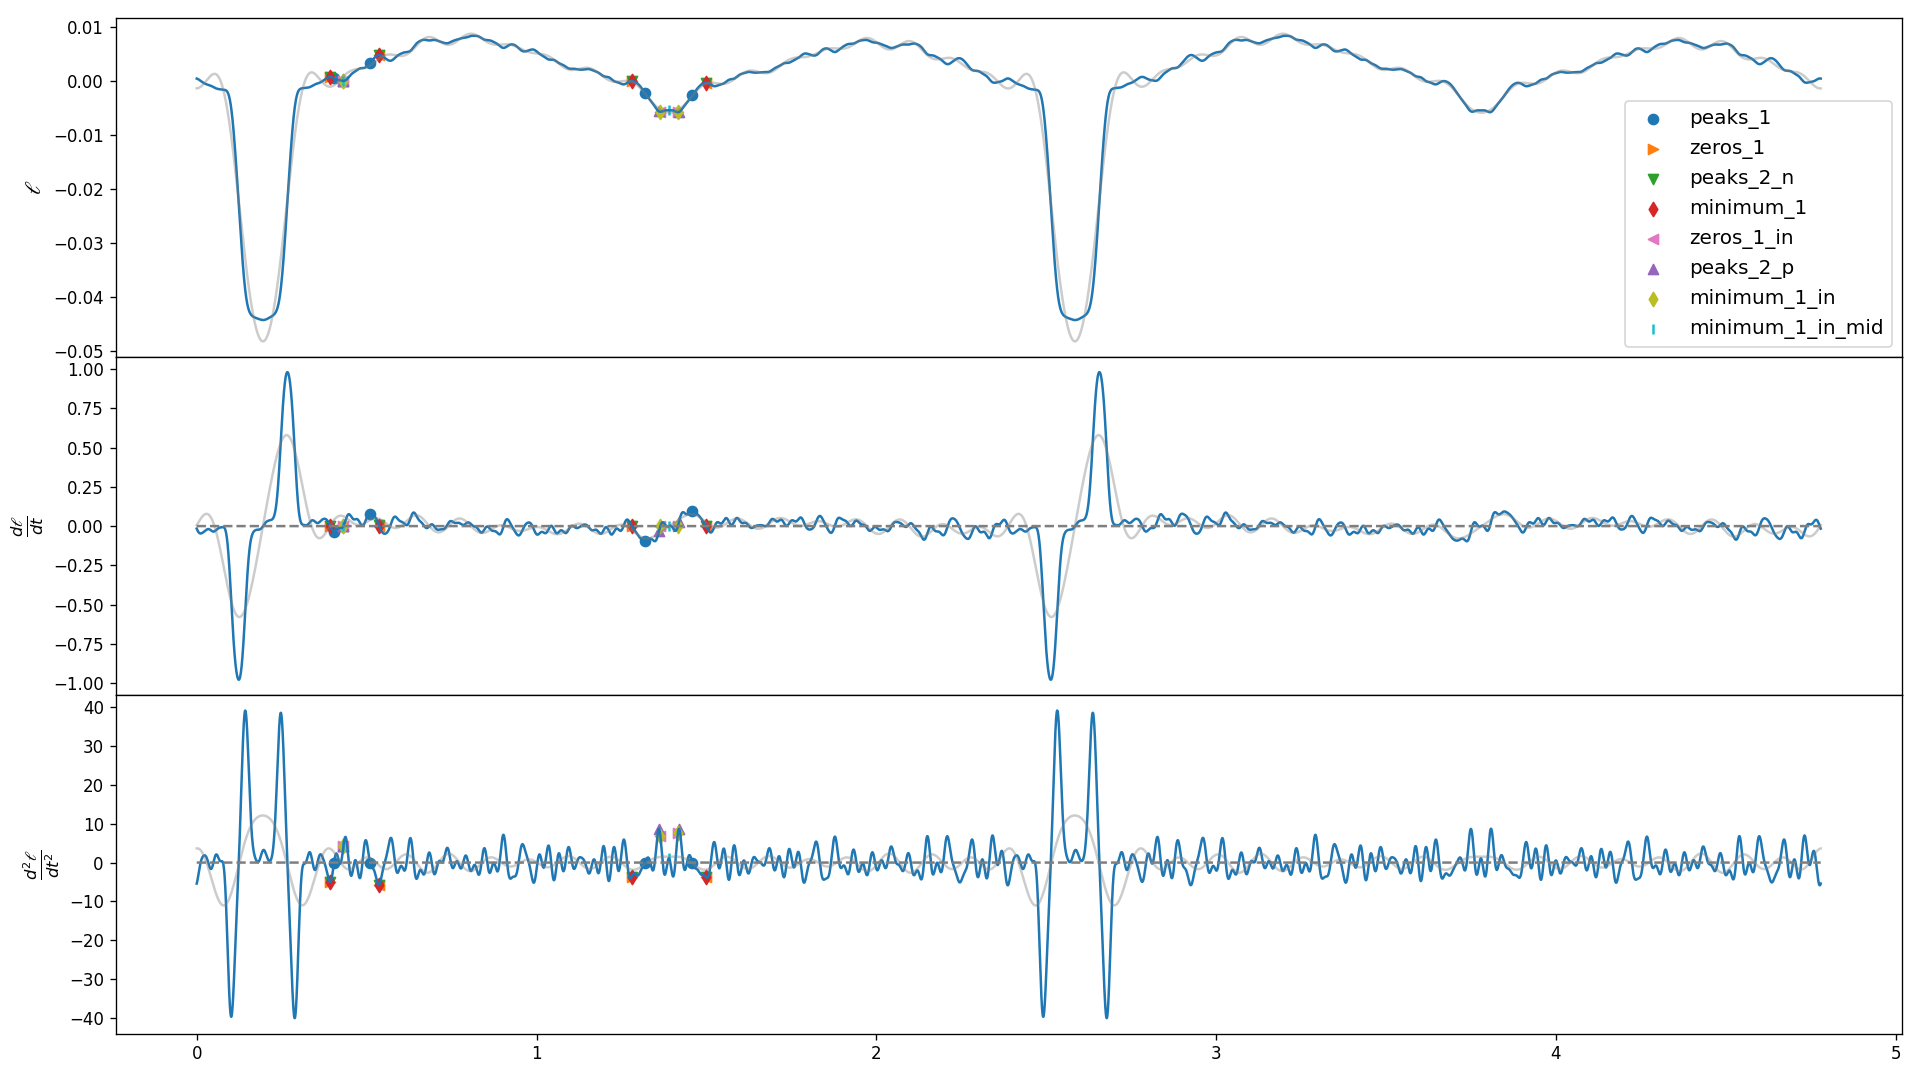 0.01
0.00
−0.01
−0.02
−0.03
−0.04
−0.05
ℓ
peaks_1
zeros_1
peaks_2_n
minimum_1
zeros_1_in
peaks_2_p
minimum_1_in
minimum_1_in_mid
1.00
0.75
0.50
0.25
0.00
−0.25
−0.50
−0.75
−1.00
dℓ
dt
40
30
20
10
0
−10
−20
−30
−40
d²ℓ
dt²
0 1 2 3 4 5